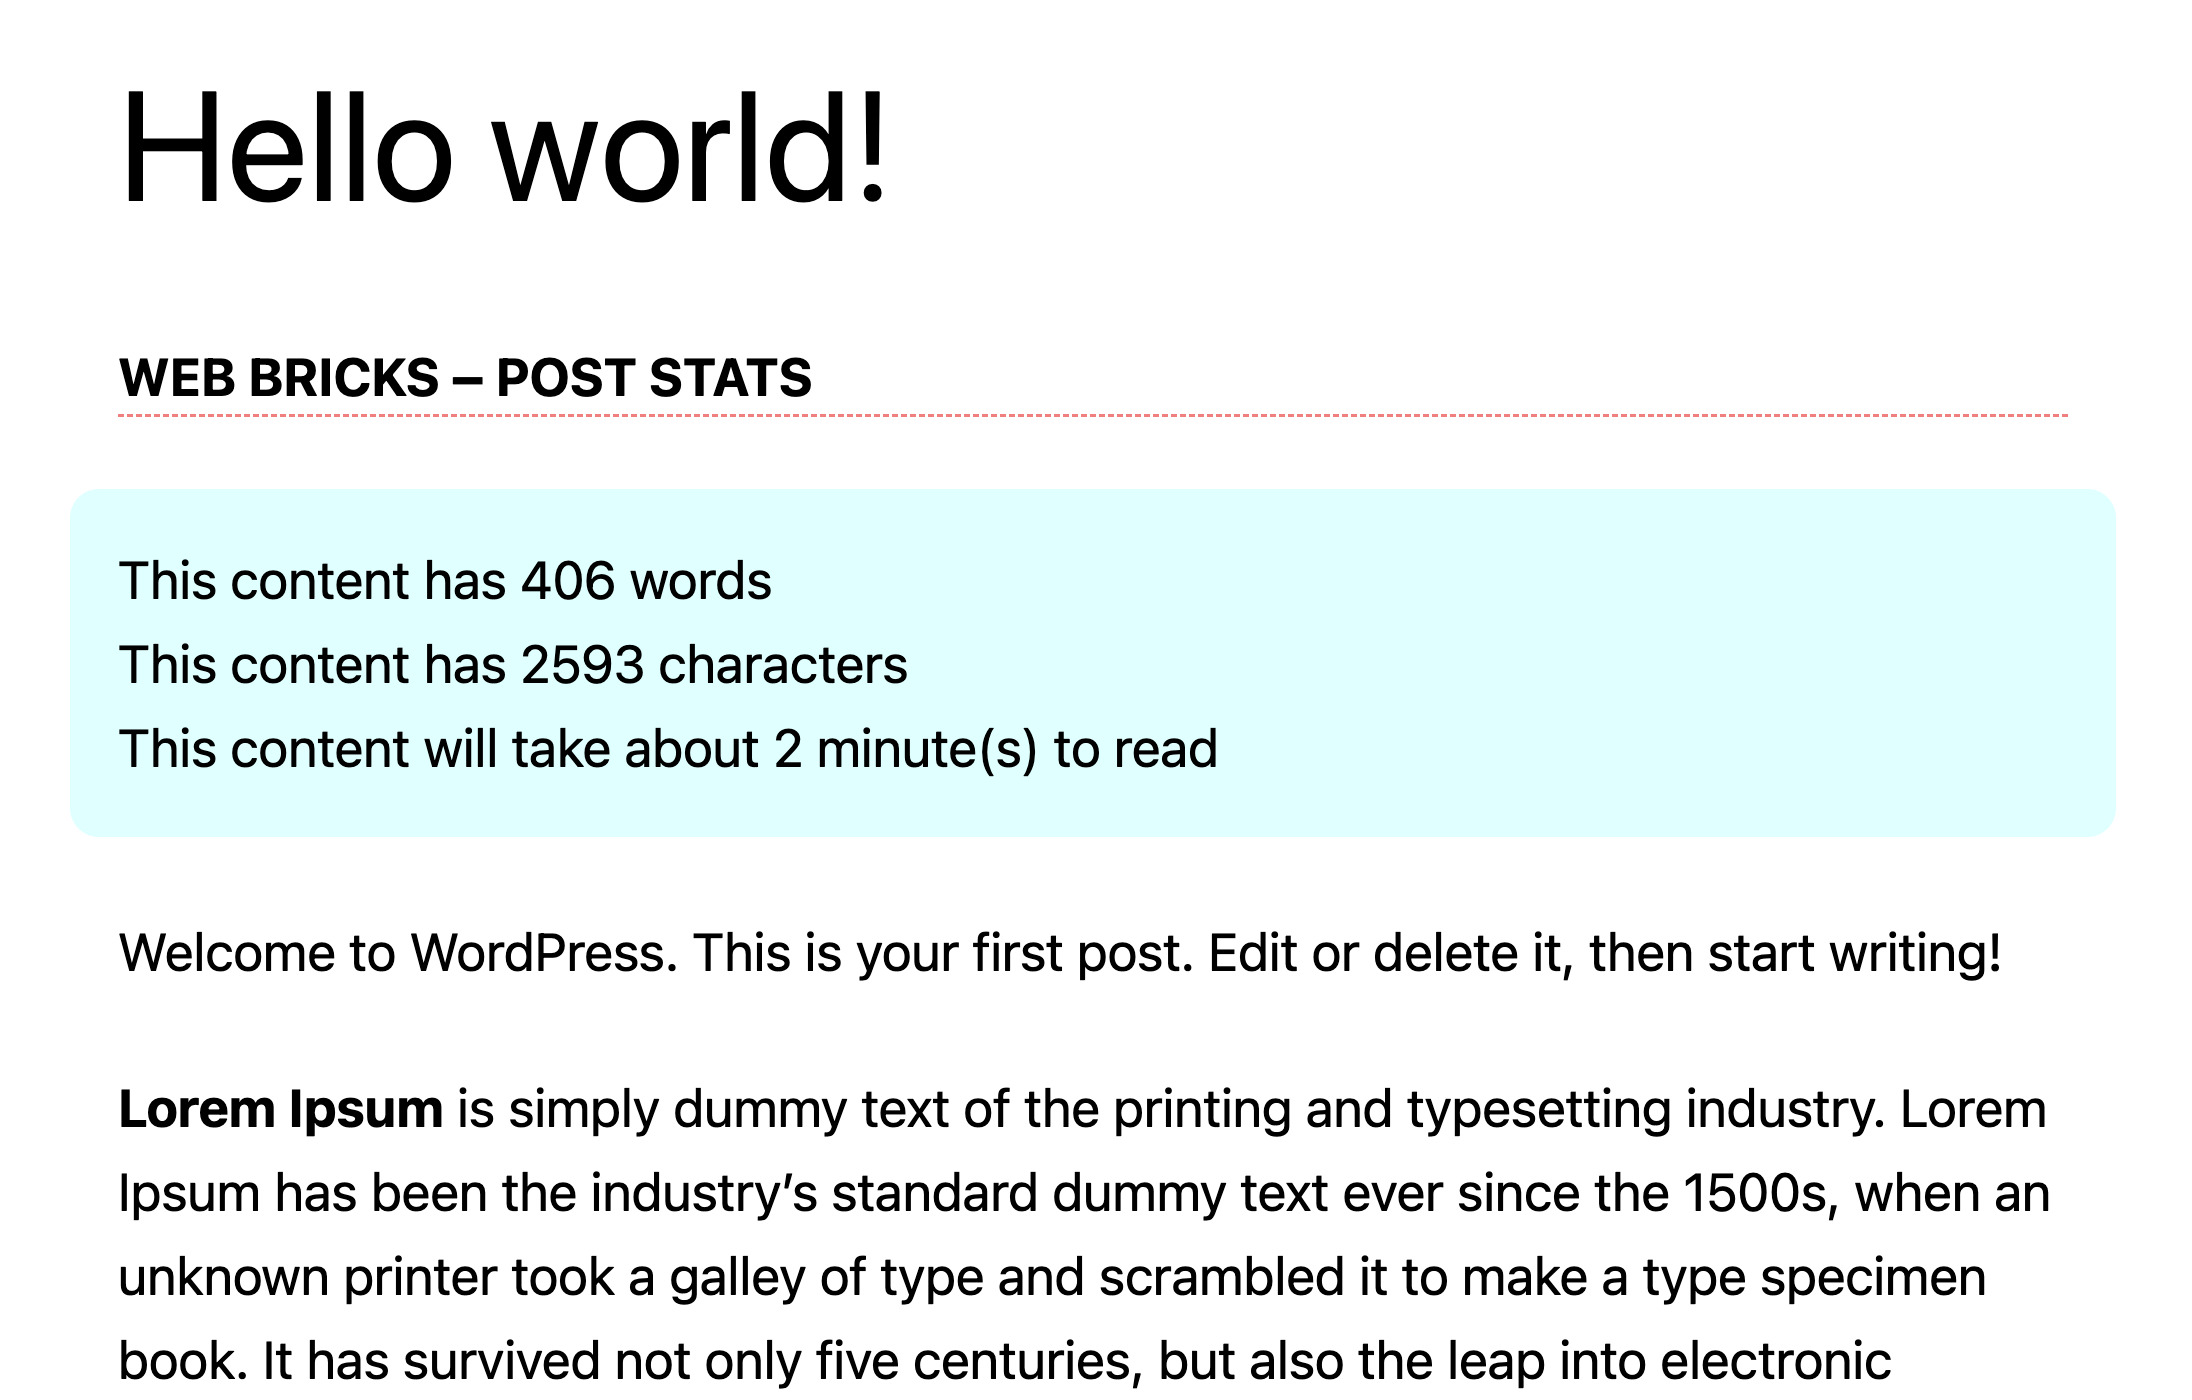 Hello world!
WEB BRICKS – POST STATS
This content has 406 words
This content has 2593 characters
This content will take about 2 minute(s) to read
Welcome to WordPress. This is your first post. Edit or delete it, then start writing!
Lorem Ipsum is simply dummy text of the printing and typesetting industry. Lorem
Ipsum has been the industry’s standard dummy text ever since the 1500s, when an
unknown printer took a galley of type and scrambled it to make a type specimen
book. It has survived not only five centuries, but also the leap into electronic